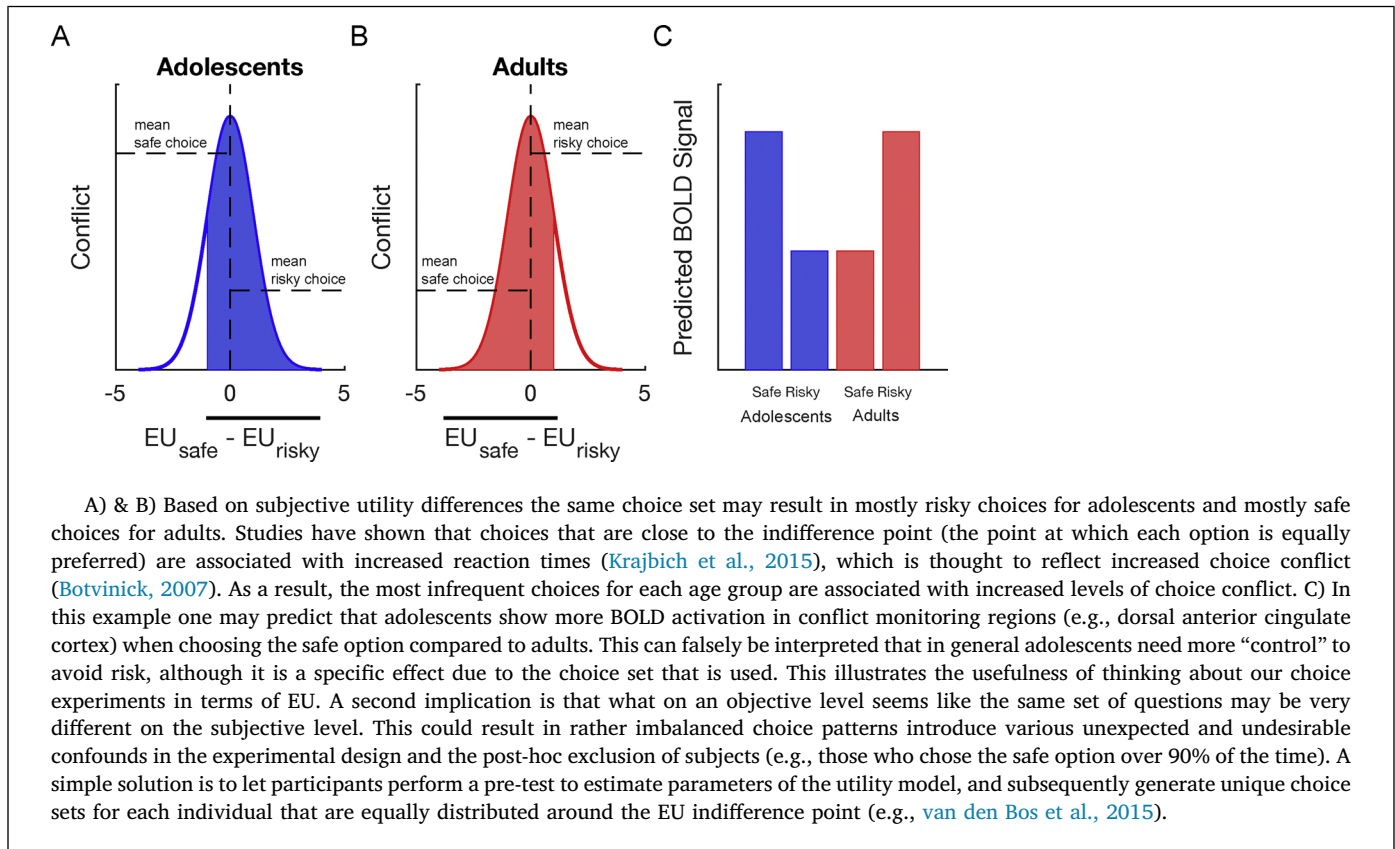 A
B
C
Adolescents
Adults
mean
safe choice
mean
risky choice
Conflict
-5 0 5
EUsafe - EUrisky
mean
risky choice
mean
safe choice
Conflict
-5 0 5
EUsafe - EUrisky
Predicted BOLD Signal
Safe Risky Safe Risky
Adolescents Adults
A) & B) Based on subjective utility differences the same choice set may result in mostly risky choices for adolescents and mostly safe
choices for adults. Studies have shown that choices that are close to the indifference point (the point at which each option is equally
preferred) are associated with increased reaction times (Krajbich et al., 2015), which is thought to reflect increased choice conflict
(Botvinick, 2007). As a result, the most infrequent choices for each age group are associated with increased levels of choice conflict. C) In
this example one may predict that adolescents show more BOLD activation in conflict monitoring regions (e.g., dorsal anterior cingulate
cortex) when choosing the safe option compared to adults. This can falsely be interpreted that in general adolescents need more “control” to
avoid risk, although it is a specific effect due to the choice set that is used. This illustrates the usefulness of thinking about our choice
experiments in terms of EU. A second implication is that what on an objective level seems like the same set of questions may be very
different on the subjective level. This could result in rather imbalanced choice patterns introduce various unexpected and undesirable
confounds in the experimental design and the post-hoc exclusion of subjects (e.g., those who chose the safe option over 90% of the time). A
simple solution is to let participants perform a pre-test to estimate parameters of the utility model, and subsequently generate unique choice
sets for each individual that are equally distributed around the EU indifference point (e.g., van den Bos et al., 2015).